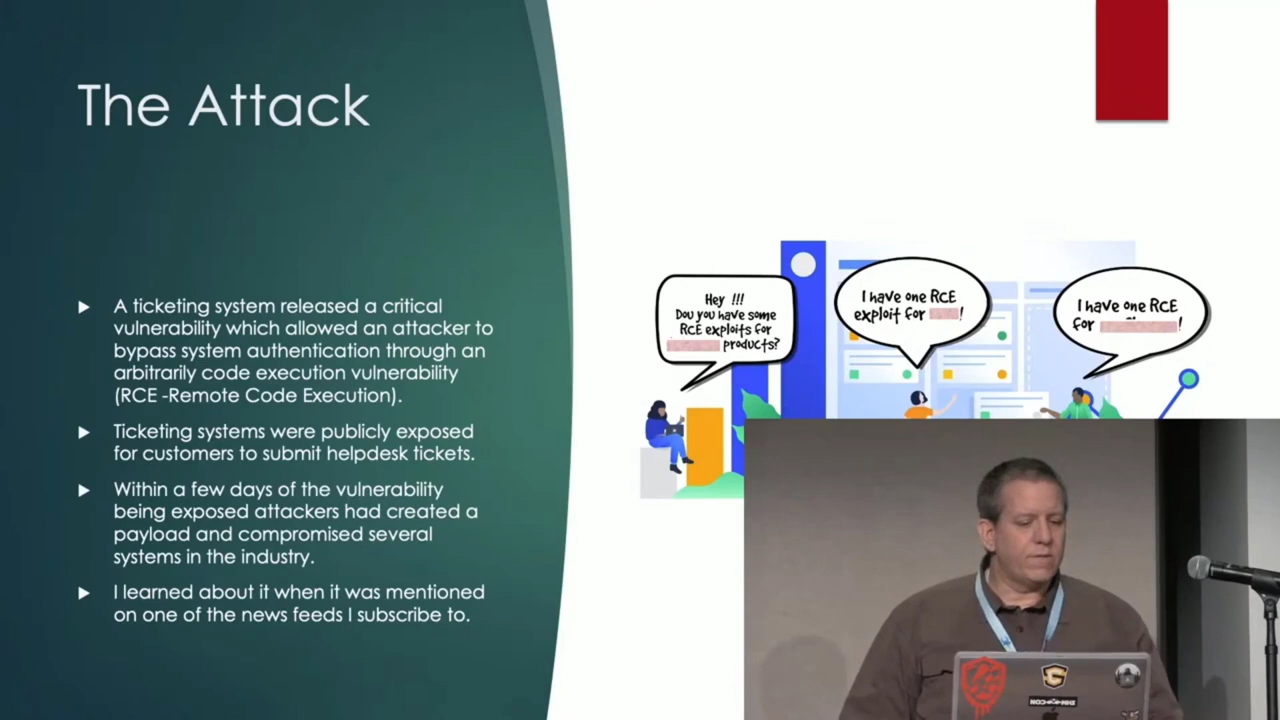 The Attack
A ticketing system released a critical
vulnerability which allowed an attacker to
bypass system authentication through an
arbitrarily code execution vulnerability
(RCE -Remote Code Execution).
Ticketing systems were publicly exposed
for customers to submit helpdesk tickets.
Within a few days of the vulnerability
being exposed attackers had created a
payload and compromised several
systems in the industry.
I learned about it when it was mentioned
on one of the news feeds I subscribe to.
Hey !!!
Dou you have some
RCE exploits for
products?
I have one RCE
exploit for !
I have one RCE
for !